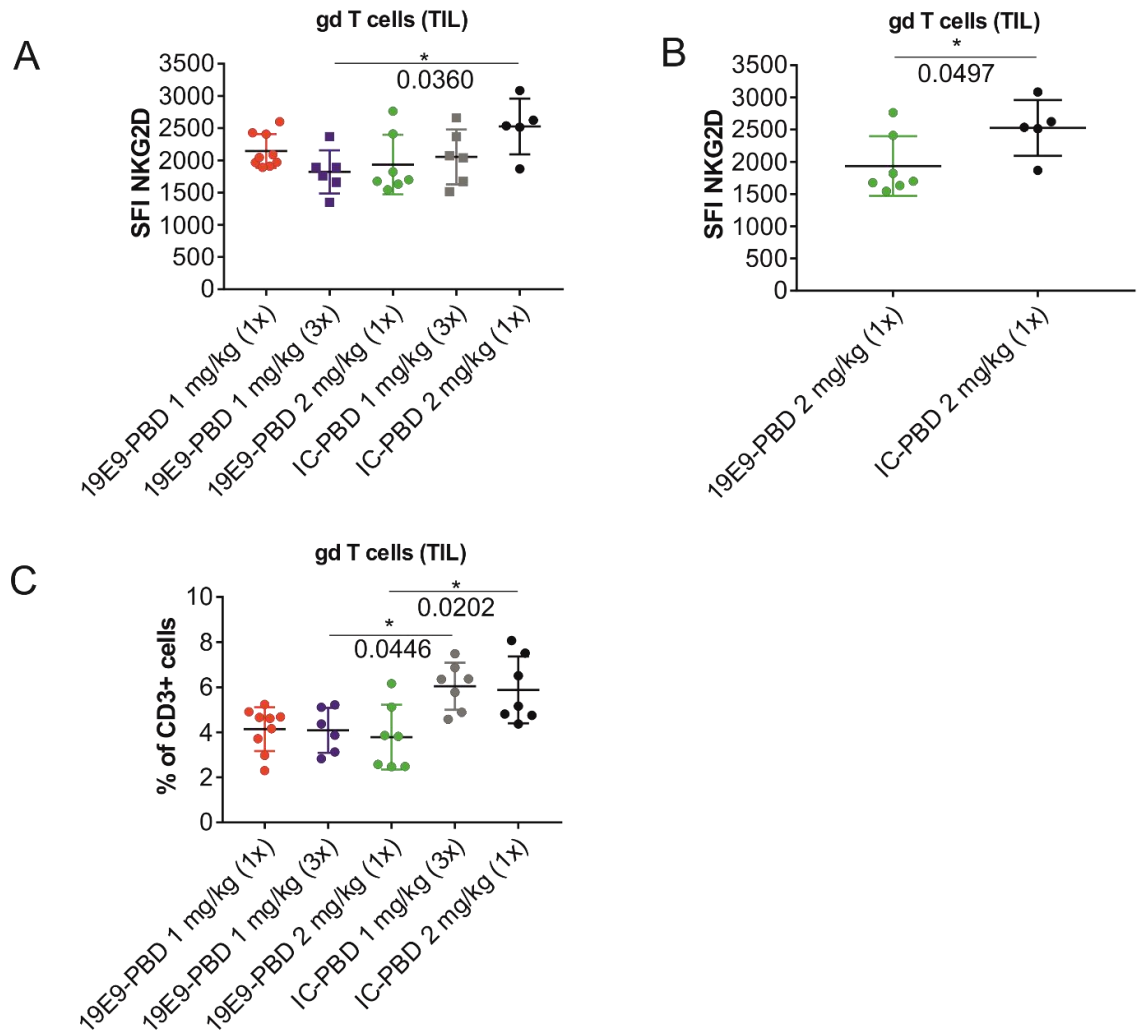 A
gd T cells (TIL)
*
0.0360
SFI NKG2D
3500
3000
2500
2000
1500
1000
500
0
19E9-PBD 1 mg/kg (1x)
19E9-PBD 1 mg/kg (3x)
19E9-PBD 2 mg/kg (1x)
IC-PBD 1 mg/kg (3x)
IC-PBD 2 mg/kg (1x)
B
gd T cells (TIL)
*
0.0497
SFI NKG2D
3500
3000
2500
2000
1500
1000
500
0
19E9-PBD 2 mg/kg (1x)
IC-PBD 2 mg/kg (1x)
C
gd T cells (TIL)
*
0.0202
*
0.0446
% of CD3+ cells
10
8
6
4
2
0
19E9-PBD 1 mg/kg (1x)
19E9-PBD 1 mg/kg (3x)
19E9-PBD 2 mg/kg (1x)
IC-PBD 1 mg/kg (3x)
IC-PBD 2 mg/kg (1x)